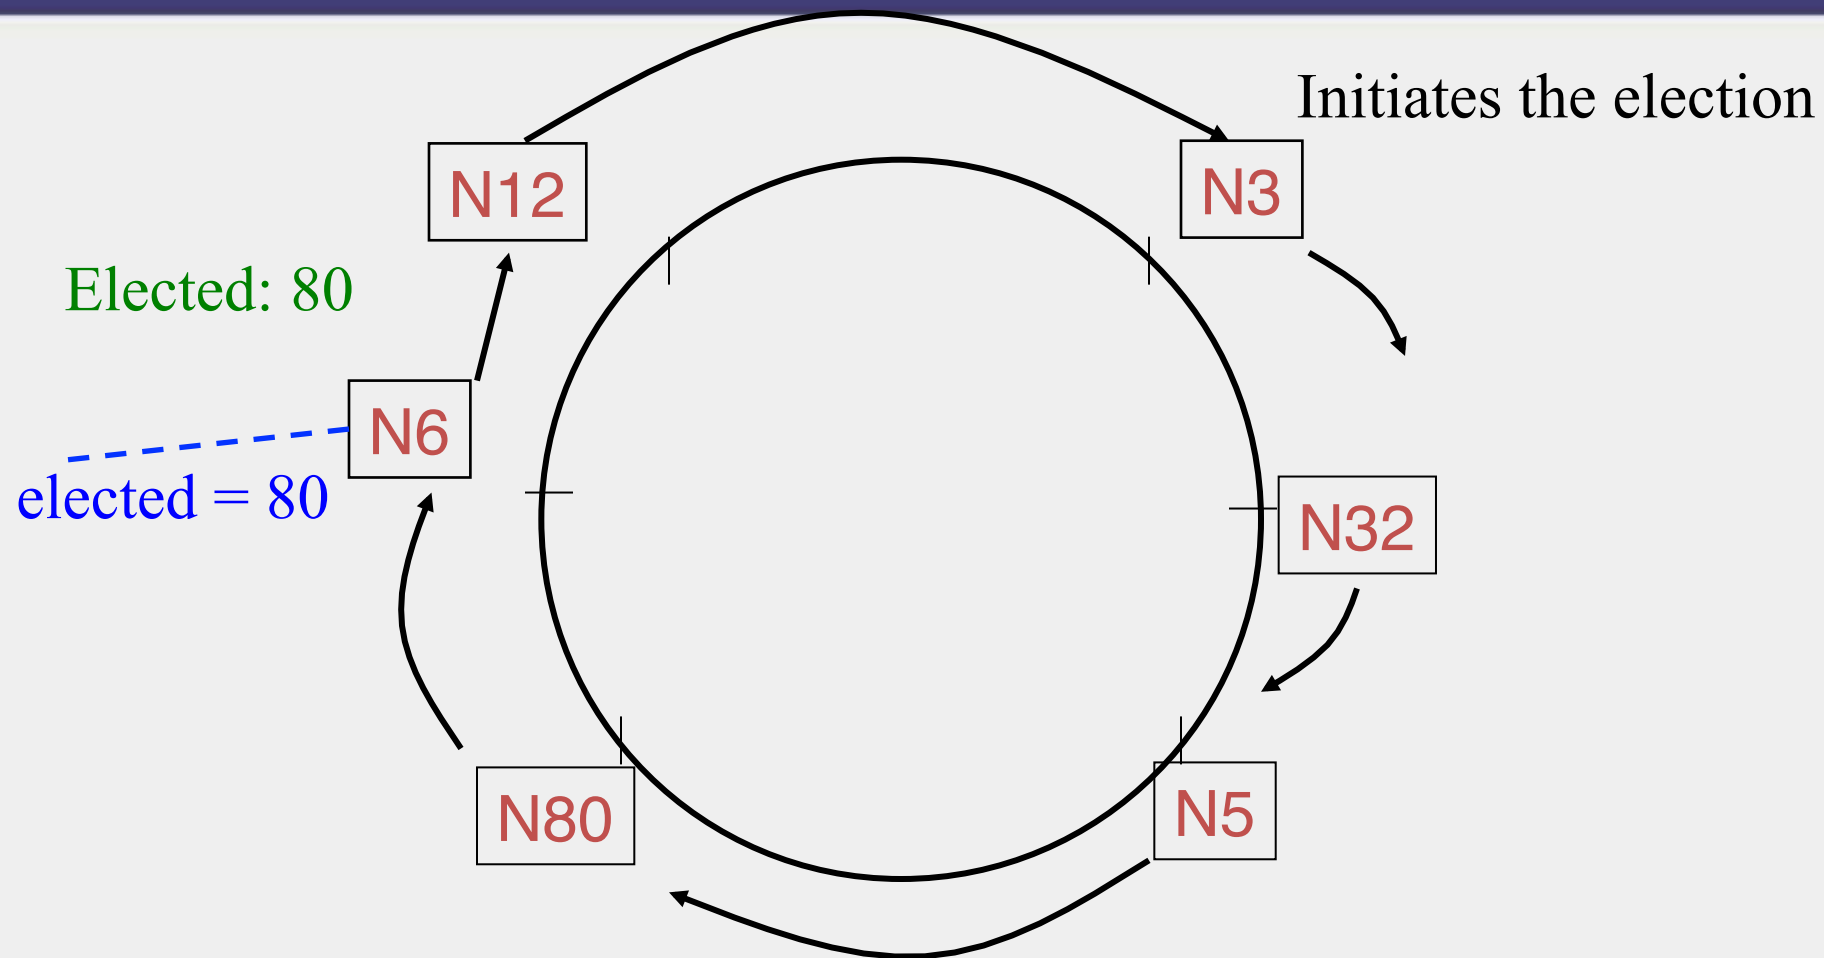 Initiates the election
N12
N3
Elected: 80
N6
elected = 80
N32
N80
N5